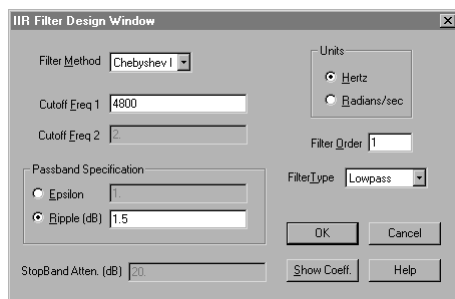 IIR Filter Design Window
Filter Method Chebyshev I
Cutoff Freq 1 4800
Cutoff Freq 2 2.
Passband Specification
Epsilon 1.
Ripple (dB) 1.5
StopBand Atten. (dB) 20.
Units
Hertz
Radians/sec
Filter Order 1
FilterType Lowpass
OK Cancel
Show Coeff. Help